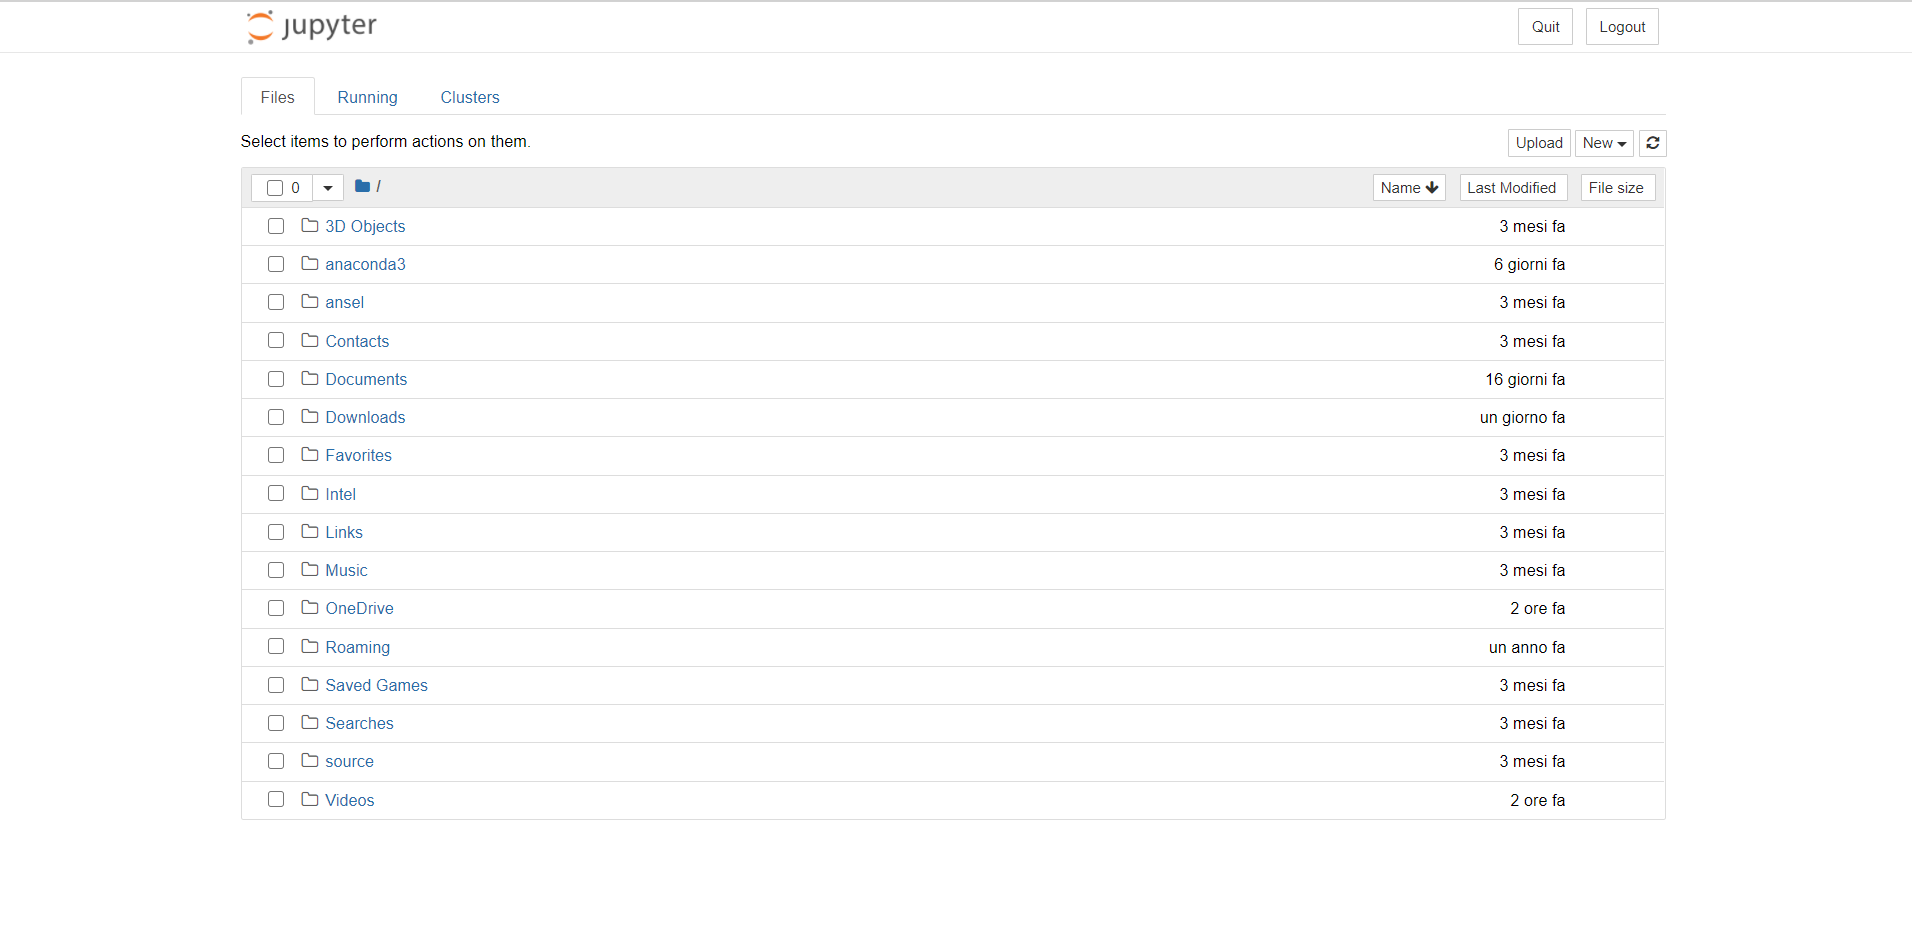 jupyter Quit Logout
Files Running Clusters
Select items to perform actions on them. Upload New
0 / Name Last Modified File size
3D Objects 3 mesi fa
anaconda3 6 giorni fa
ansel 3 mesi fa
Contacts 3 mesi fa
Documents 16 giorni fa
Downloads un giorno fa
Favorites 3 mesi fa
Intel 3 mesi fa
Links 3 mesi fa
Music 3 mesi fa
OneDrive 2 ore fa
Roaming un anno fa
Saved Games 3 mesi fa
Searches 3 mesi fa
source 3 mesi fa
Videos 2 ore fa